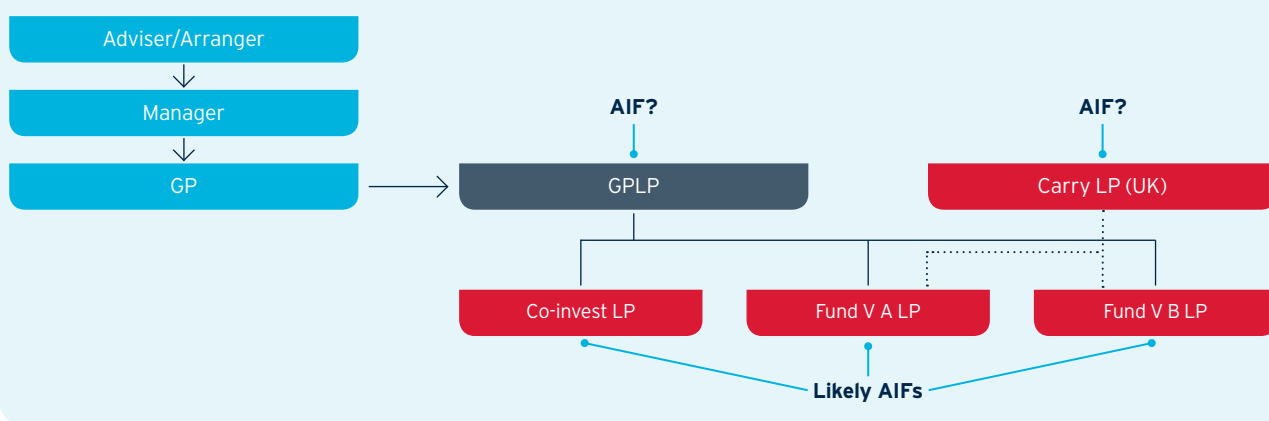 Adviser/Arranger
Manager
AIF?
AIF?
GP
GPLP
Carry LP (UK)
Co-invest LP
Fund V A LP
Fund V B LP
Likely AIFs